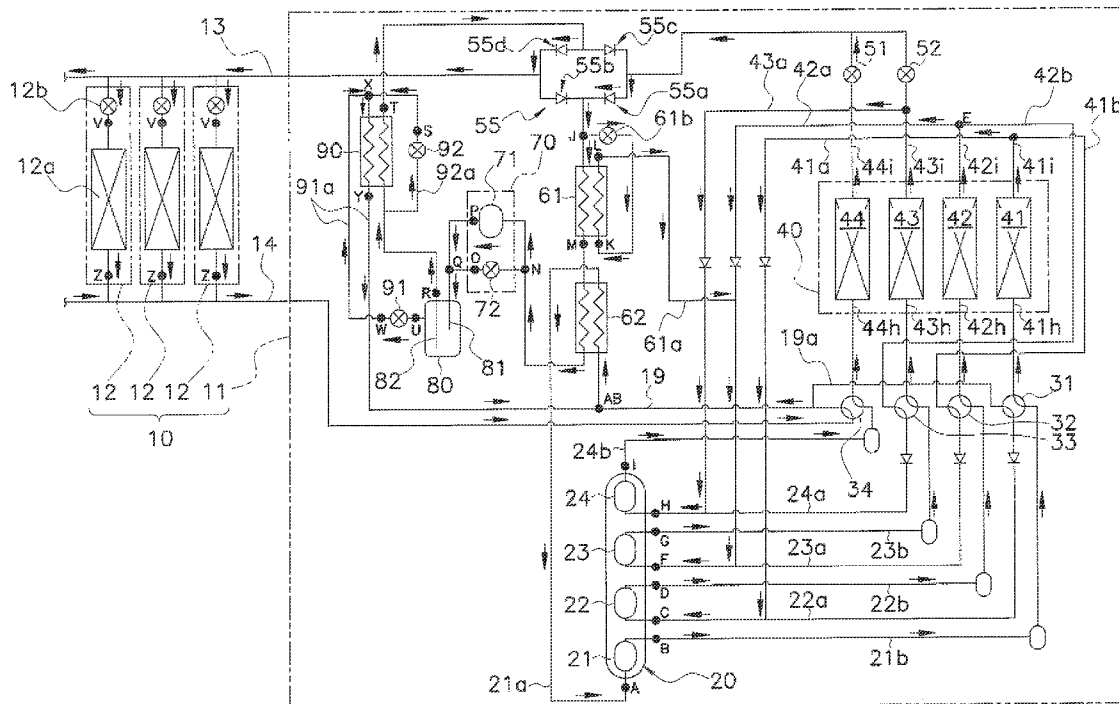 13
12b
V V V
12a
Z Z Z
14
12 12 12 11
10
55d 55c
55b
55 55a
X T
S
90 92
91a 92a
Y
71 70
P
Q O N
72
91
R
W U
82 80 81
J 61b
L
61
M K
62
61a
19
AB
51 52
43a 42a 42b
E 41b
41a 44i 43i 42i 41i
40 44 43 42 41
44h 43h 42h 41h
19a
31
32
33
34
24b
I
24 H 24a
G
23 F 23a 23b
D
22 C 22a 22b
B
21 21b
21a A 20